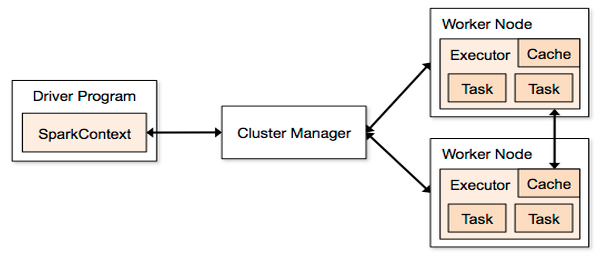 Driver Program
SparkContext
Cluster Manager
Worker Node
Executor
Cache
Task
Task
Worker Node
Executor
Cache
Task
Task